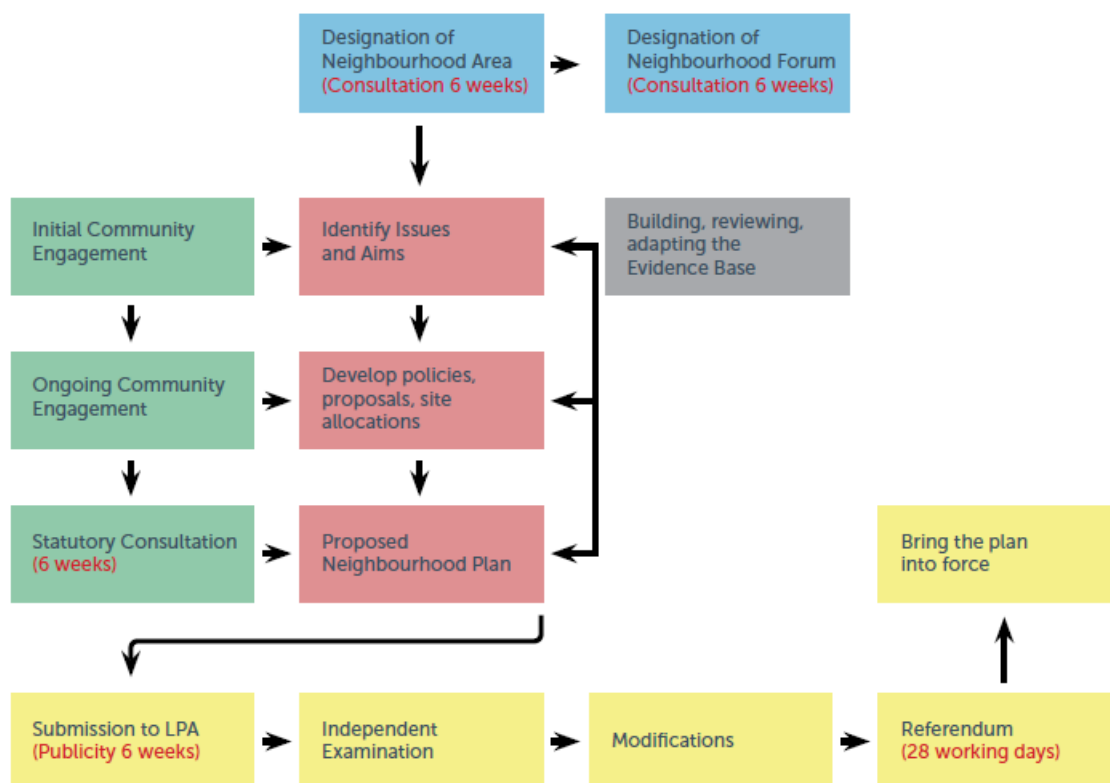 Designation of
Neighbourhood Area
(Consultation 6 weeks)
Designation of
Neighbourhood Forum
(Consultation 6 weeks)
Initial Community
Engagement
Identify Issues
and Aims
Building, reviewing,
adapting the
Evidence Base
Ongoing Community
Engagement
Develop policies,
proposals, site
allocations
Statutory Consultation
(6 weeks)
Proposed
Neighbourhood Plan
Bring the plan
into force
Submission to LPA
(Publicity 6 weeks)
Independent
Examination
Modifications
Referendum
(28 working days)